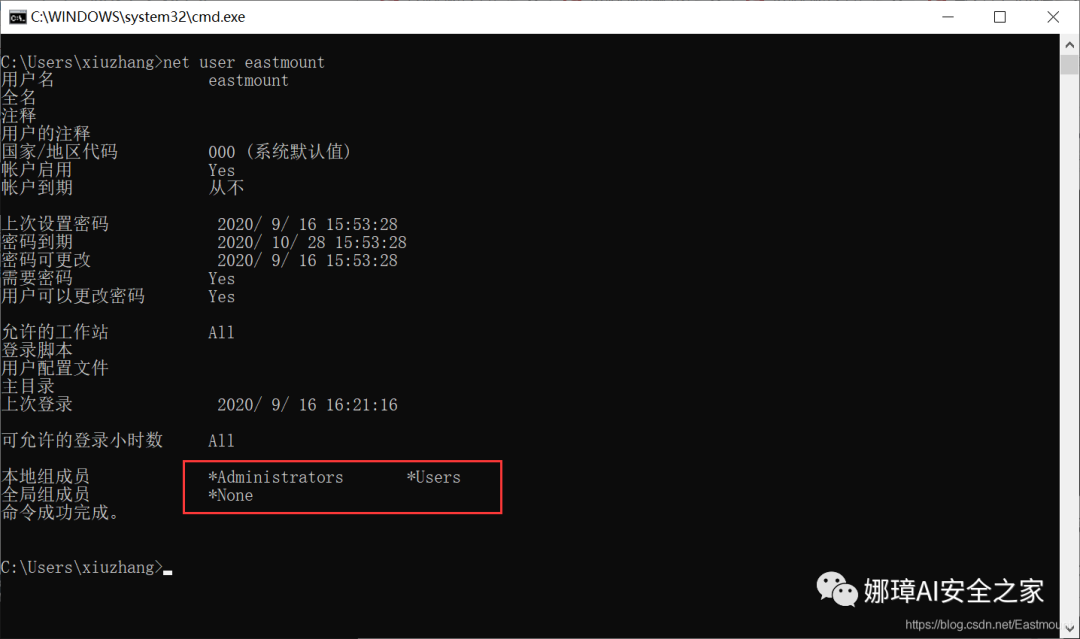 C:\WINDOWS\system32\cmd.exe
C:\Users\xiuzhang>net user eastmount
用户名 eastmount
全名
注释
用户的注释
国家/地区代码 000 (系统默认值)
帐户启用 Yes
帐户到期 从不
上次设置密码 2020/ 9/ 16 15:53:28
密码到期 2020/ 10/ 28 15:53:28
密码可更改 2020/ 9/ 16 15:53:28
需要密码 Yes
用户可以更改密码 Yes
允许的工作站 All
登录脚本
用户配置文件
主目录
上次登录 2020/ 9/ 16 16:21:16
可允许的登录小时数 All
本地组成员 *Administrators *Users
全局组成员 *None
命令成功完成。
C:\Users\xiuzhang>
娜璋AI安全之家
https://blog.csdn.net/Eastmou